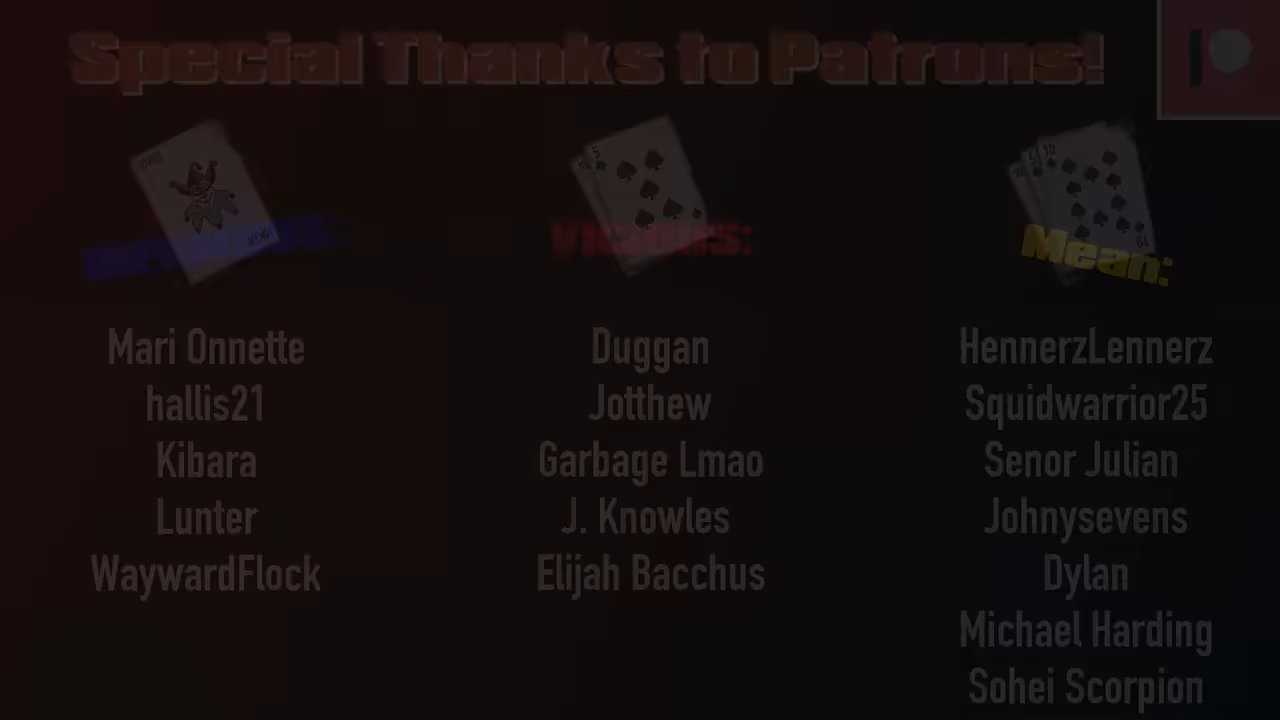 Special Thanks to Patrons!
Vicious:
Mean:
Mari Onnette
hallis21
Kibara
Lunter
WaywardFlock
Duggan
Jotthew
Garbage Lmao
J. Knowles
Elijah Bacchus
HennerzLennerz
Squidwarrior25
Senor Julian
Johnysevens
Dylan
Michael Harding
Sohei Scorpion